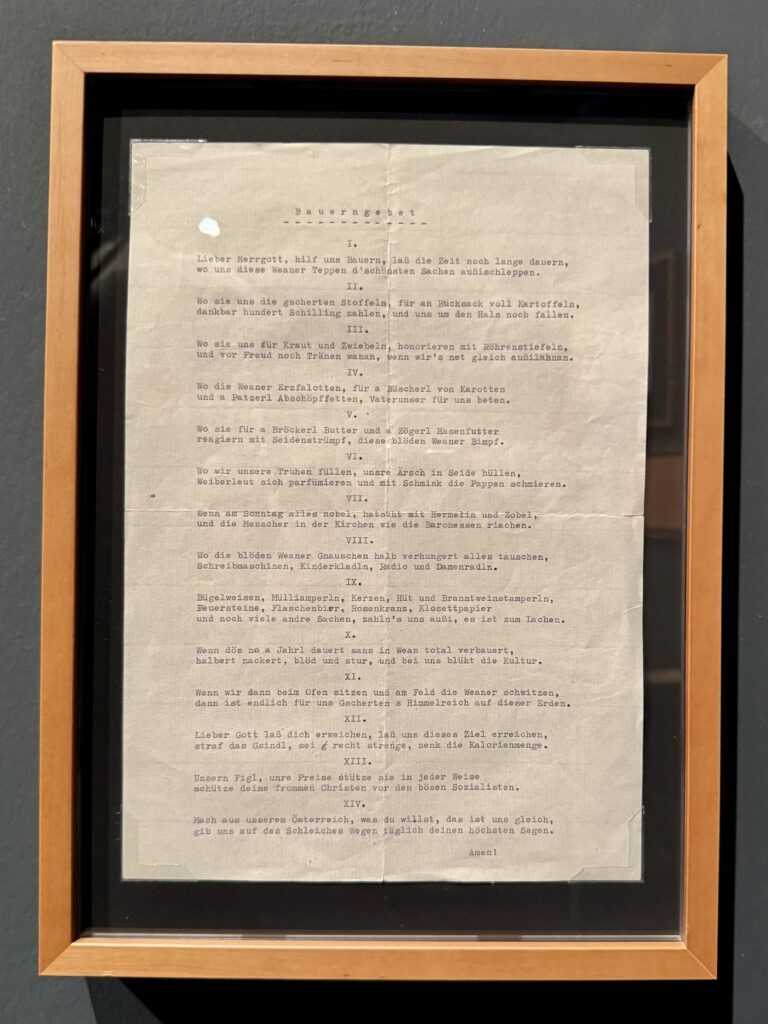 Bauerngebet
I.
Lieber Herrgott, hilf uns Bauern, laß die Zeit noch lange dauern,
wo uns diese Weaner Teppen d'schönsten Sachen außischleppen.
II.
Wo sie uns die gscherten Stoffeln, für an Rucksack voll Kartoffeln,
dankbar hundert Schilling zahlen, und uns um den Hals noch fallen.
III.
Wo sie uns für Kraut und Zwiebeln, honorieren mit Röhrenstiefeln,
und vor Freud noch Tränen wanan, wenn wir's net gleich außilahnan.
IV.
Wo die Weaner Erzfalotten, für a Büscherl von Karotten
und a Patzerl Abschöpffetten, Vaterunser für uns beten.
V.
Wo sie für a Bröckerl Butter und a Zögerl Hasenfutter
reagiern mit Seidenstrümpf, diese blöden Weaner Bimpf.
VI.
Wo wir unsere Truhen füllen, unsre Ärsch in Seide hüllen,
Weiberleut sich parfümieren und mit Schmink die Pappen schmieren.
VII.
Wenn am Sonntag alles nobel, hatscht mit Hermelin und Zobel,
und die Menscher in der Kirchen wie die Baronessen riachen.
VIII.
Wo die blöden Weaner Gnauschen halb verhungert alles tauschen,
Schreibmaschinen, Kinderkladln, Radio und Damenradln.
IX.
Bügelweisen, Mülliamperln, Kerzen, Hüt und Branntweinstamperln,
Feuersteine, Flaschenbier, Rosenkranz, Klosettpapier
und noch viele andre Sachen, zahln's uns außi, es ist zum Lachen.
X.
Wenn dös no a Jahrl dauert sans in Wean total verbauert,
halbert nackert, blöd und stur, und bei uns blüht die Kultur.
XI.
Wenn wir dann beim Ofen sitzen und am Feld die Weaner schwitzen,
dann ist endlich für uns Gscherten s Himmelreich auf dieser Erden.
XII.
Lieber Gott laß dich erweichen, laß uns dieses Ziel erreichen,
straf das Gsindl, sei recht strenge, senk die Kalorienmenge.
XIII.
Unsern Figl, unre Preise stütze sie in jeder Weise
schütze deine frommen Christen vor den bösen Sozialisten.
XIV.
Mach aus unserem Österreich, was du willst, das ist uns gleich,
gib uns auf des Schleiches Wegen täglich deinen höchsten Segen.
Amen!